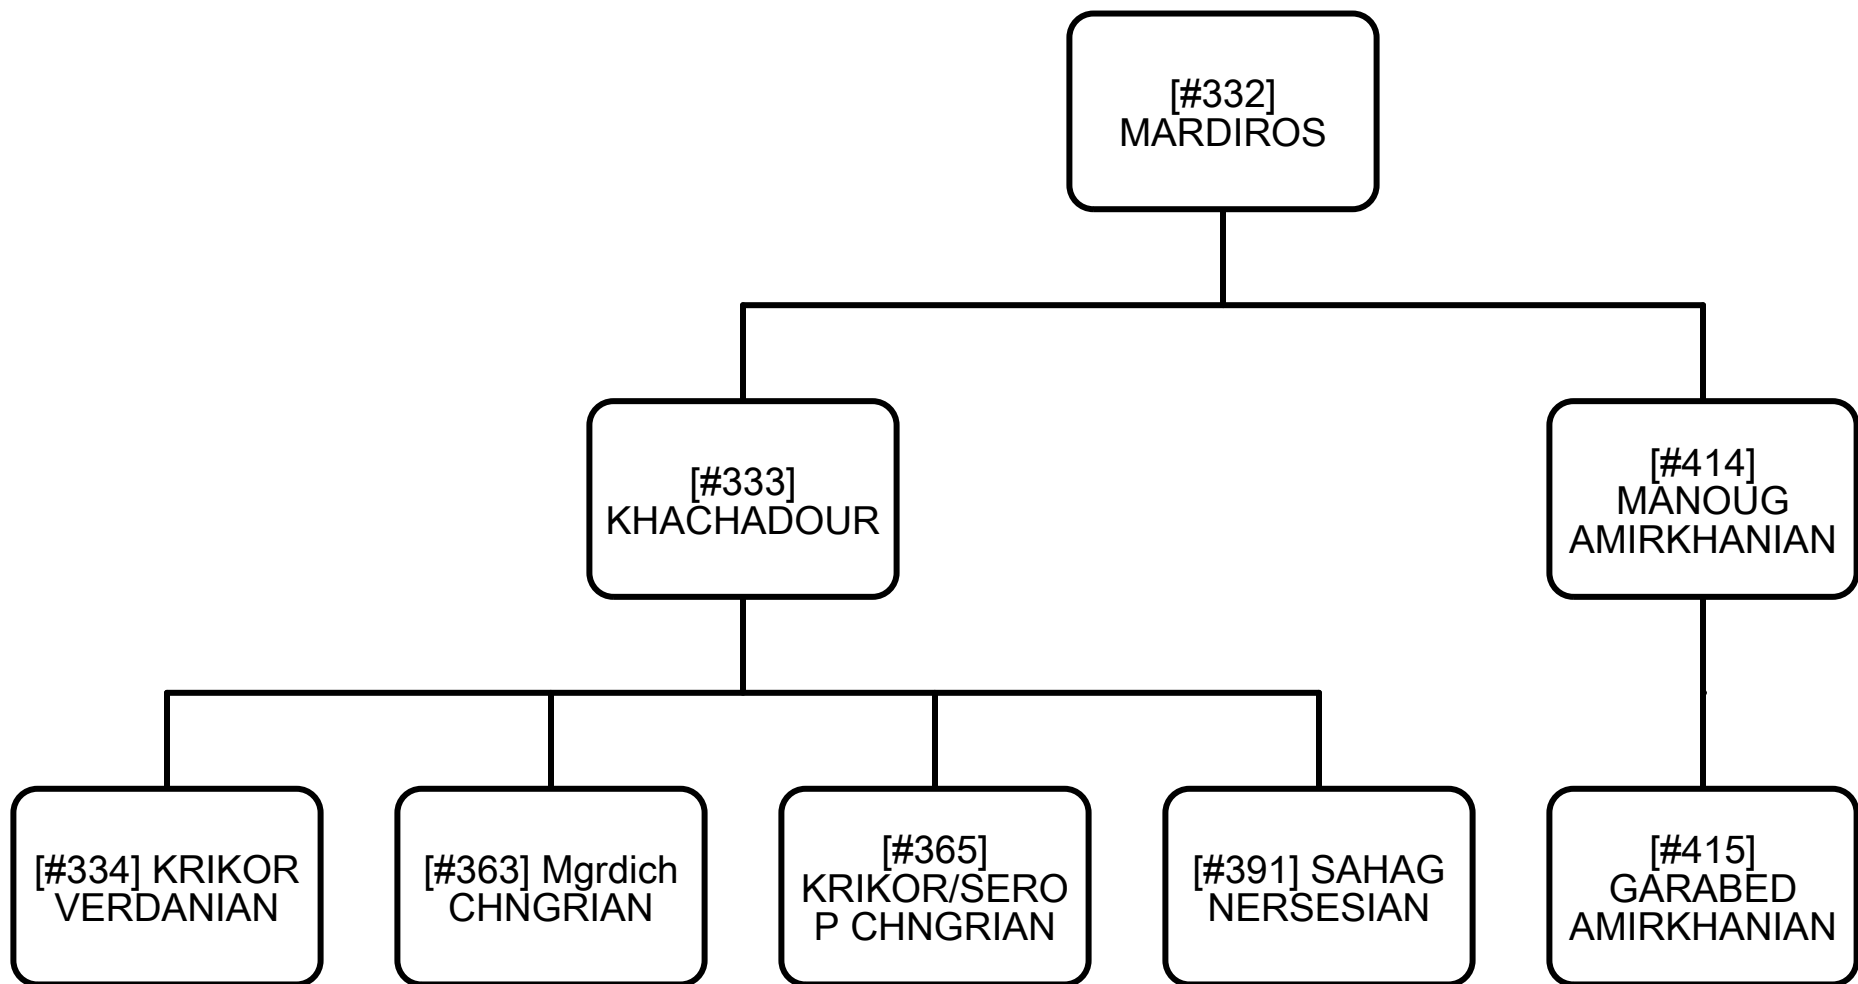 [#332]
MARDIROS
[#333]
KHACHADOUR
[#414]
MANOUG
AMIRKHANIAN
[#334] KRIKOR
VERDANIAN
[#363] Mgrdich
CHNGRIAN
[#365]
KRIKOR/SERO
P CHNGRIAN
[#391] SAHAG
NERSESIAN
[#415]
GARABED
AMIRKHANIAN